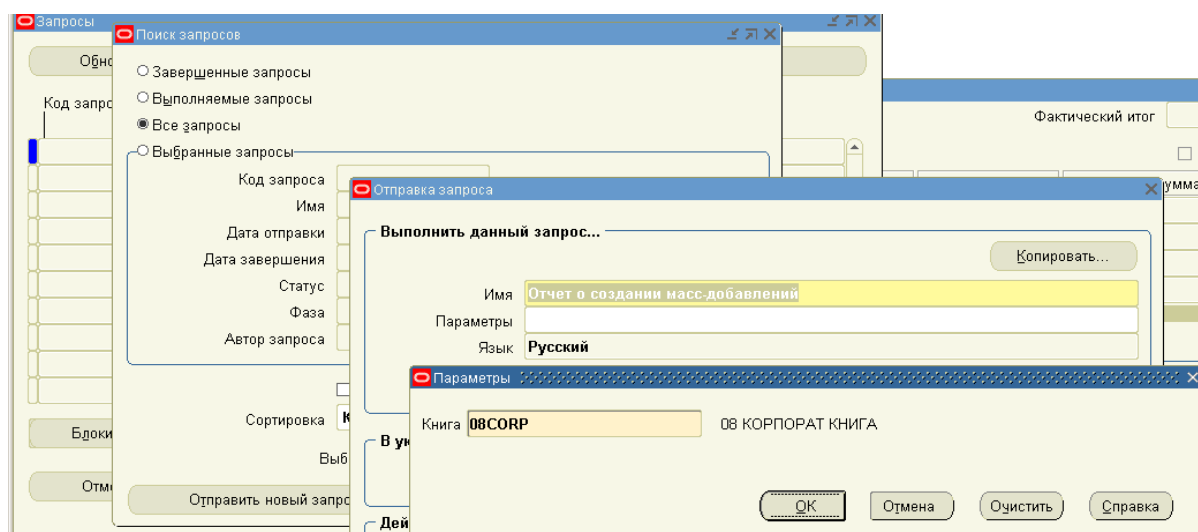 Запросы
Поиск запросов
Завершенные запросы
Выполняемые запросы
Все запросы
Выбранные запросы
Код запроса
Имя
Дата отправки
Дата завершения
Статус
Фаза
Автор запроса
Сортировка
Отправить новый
Фактический итог
Отправка запроса
Выполнить данный запрос...
Копировать...
Имя Отчет о создании масс-добавлений
Параметры
Язык Русский
Параметры
Книга 08CORP 08 КОРПОРАТ КНИГА
OK Отмена Очистить Справка